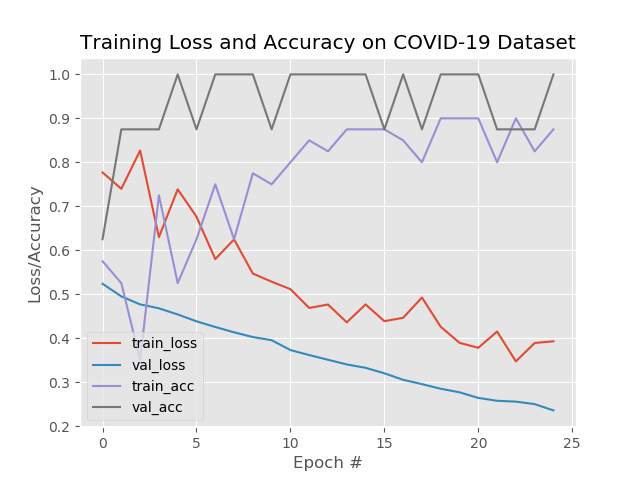 Training Loss and Accuracy on COVID-19 Dataset
1.0
0.9
0.8
0.7
0.6
0.5
0.4
0.3
0.2
Loss/Accuracy
train_loss
val_loss
train_acc
val_acc
0 5 10 15 20 25
Epoch #